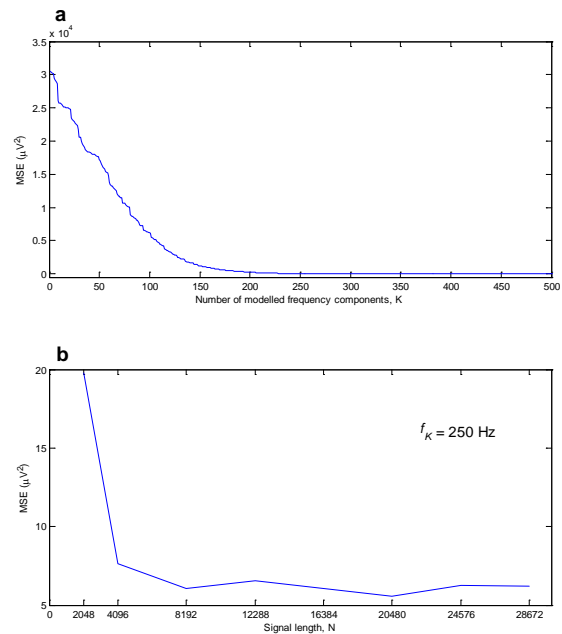 a
x 10^4
3.5
3
2.5
2
1.5
1
0.5
0
MSE (μV²)
0 50 100 150 200 250 300 350 400 450 500
Number of modelled frequency components, K
b
20
15
10
5
MSE (μV²)
f_K = 250 Hz
0 2048 4096 8192 12288 16384 20480 24576 28672
Signal length, N